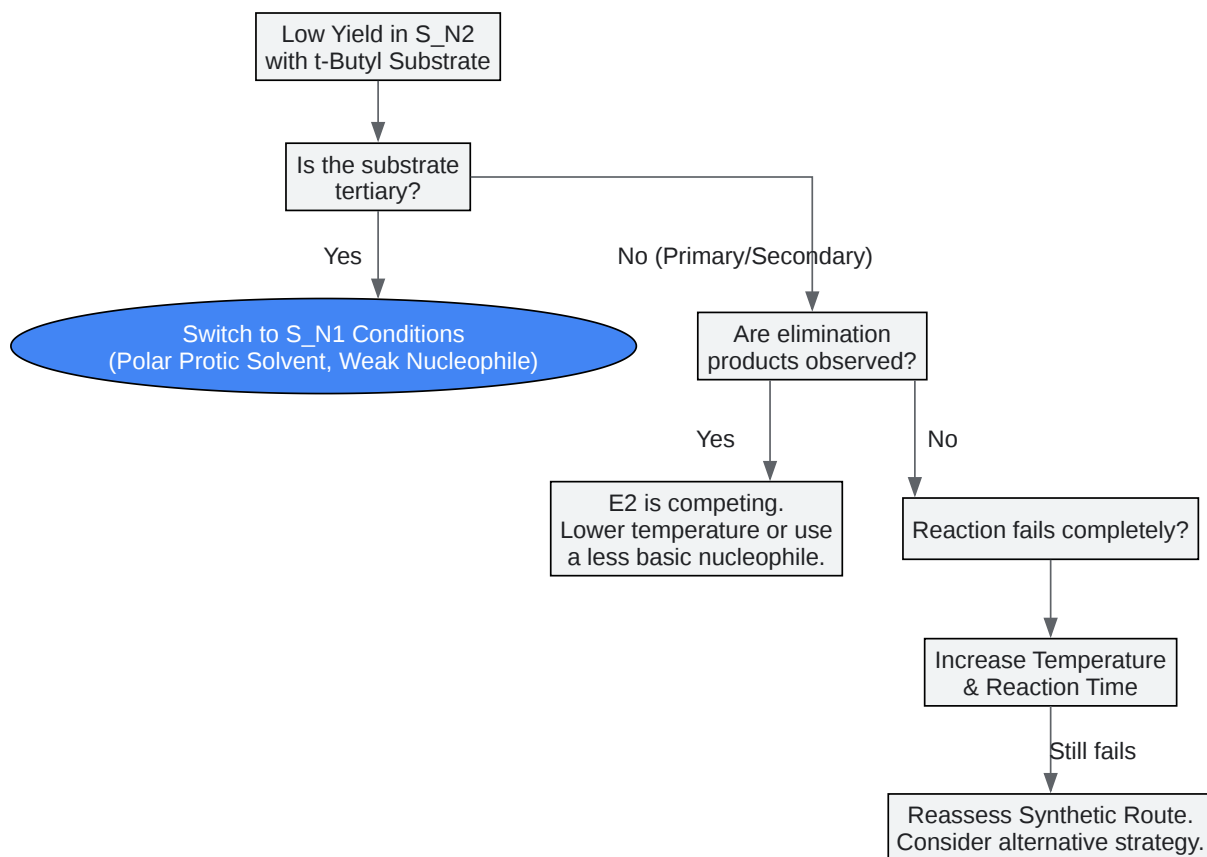 Low Yield in S_N2
with t-Butyl Substrate
Is the substrate
tertiary?
Yes
No (Primary/Secondary)
Switch to S_N1 Conditions
(Polar Protic Solvent, Weak Nucleophile)
Are elimination
products observed?
Yes
No
E2 is competing.
Lower temperature or use
a less basic nucleophile.
Reaction fails completely?
Increase Temperature
& Reaction Time
Still fails
Reassess Synthetic Route.
Consider alternative strategy.